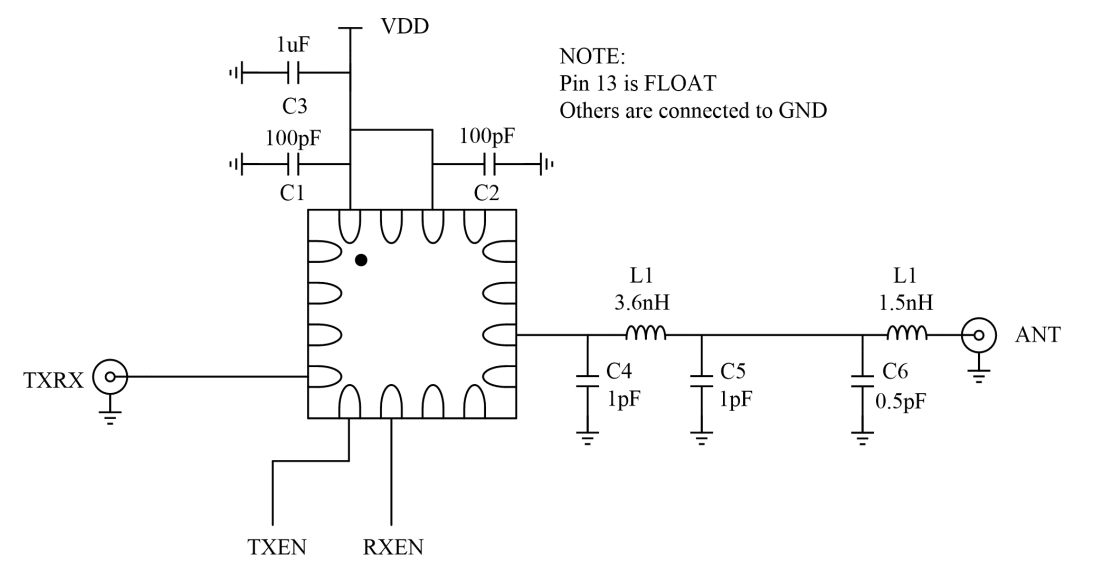 VDD
1uF
C3
NOTE:
Pin 13 is FLOAT
Others are connected to GND
100pF
C1
100pF
C2
L1
3.6nH
L1
1.5nH
ANT
TXRX
C4
1pF
C5
1pF
C6
0.5pF
TXEN
RXEN